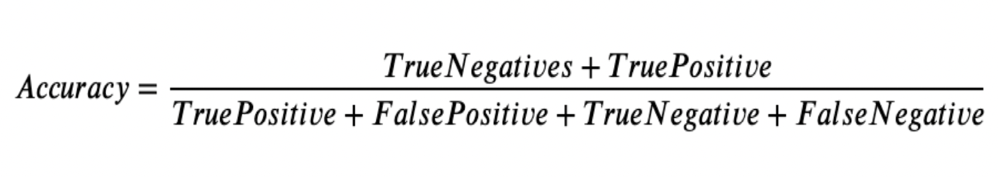 Accuracy = TrueNegatives + TruePositive / TruePositive + FalsePositive + TrueNegative + FalseNegative